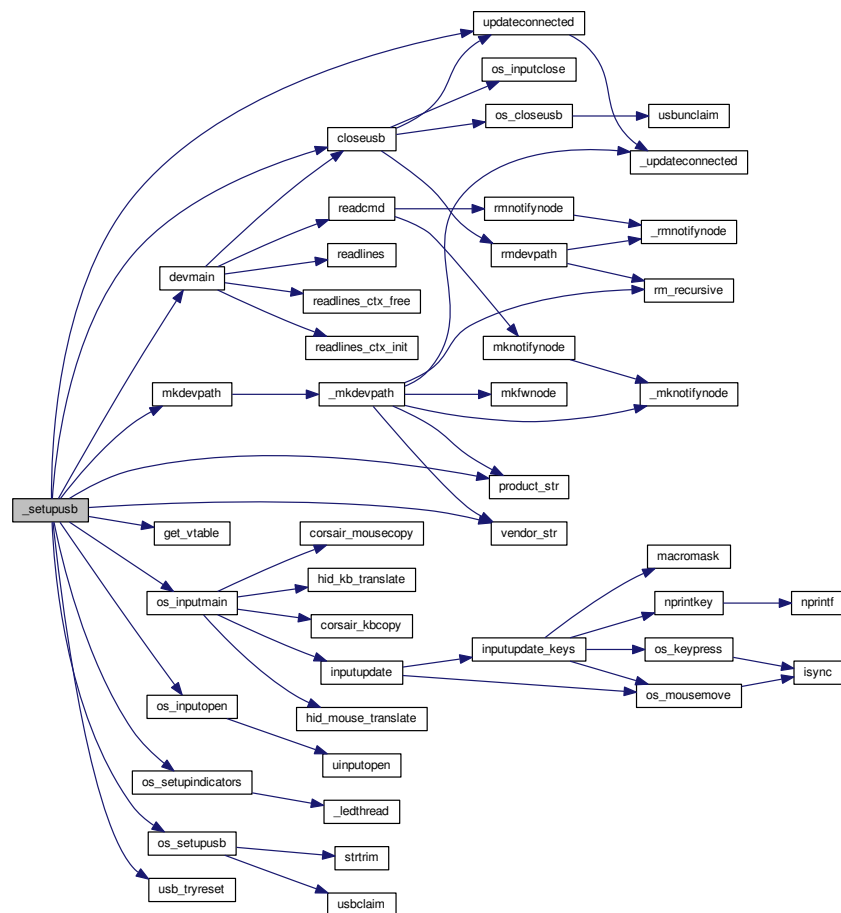 updateconnected
os_inputclose
os_closeusb
usbunclaim
closeusb
_updateconnected
readcmd
rmnotifynode
_rmnotifynode
readlines
rmdevpath
devmain
rm_recursive
readlines_ctx_free
readlines_ctx_init
mknotifynode
mkdevpath
_mkdevpath
mkfwnode
_mknotifynode
product_str
_setupusb
get_vtable
corsair_mousecopy
vendor_str
macromask
hid_kb_translate
os_inputmain
nprintkey
nprintf
corsair_kbcopy
inputupdate_keys
os_keypress
inputupdate
isync
os_mousemove
os_inputopen
hid_mouse_translate
uinputopen
os_setupindicators
_ledthread
os_setupusb
strtrim
usb_tryreset
usbclaim